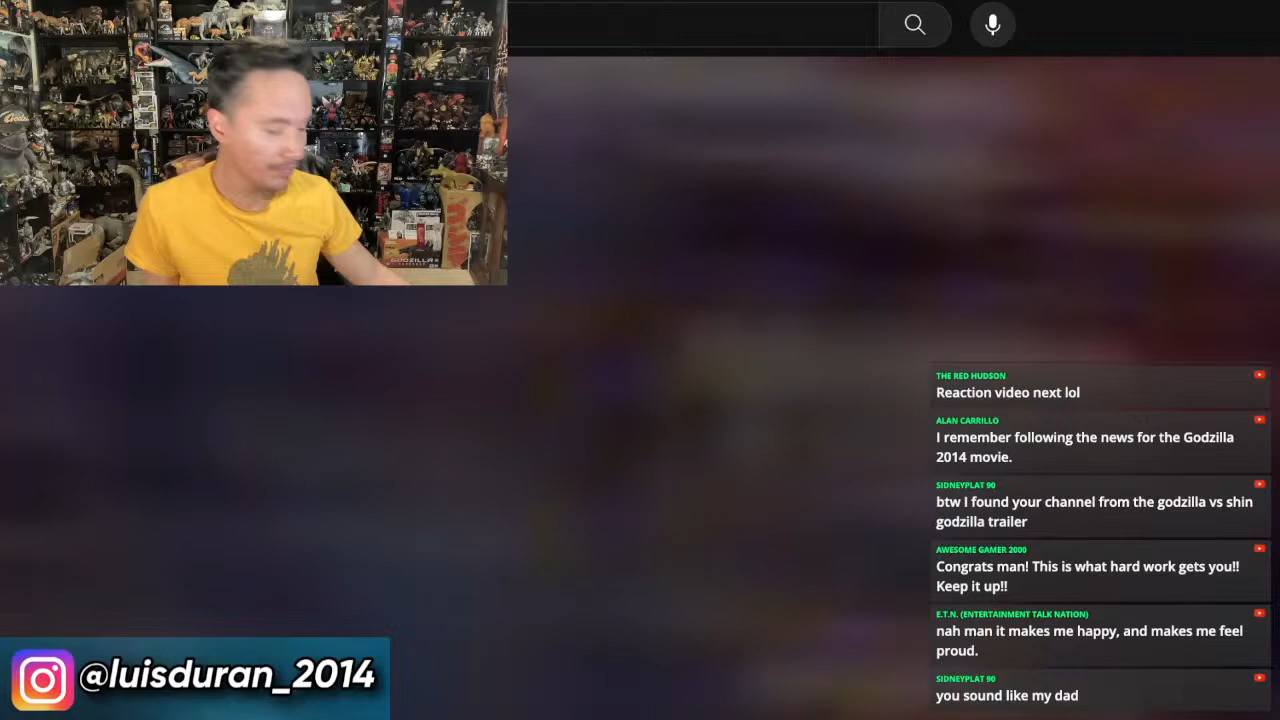 THE RED HUDSON
Reaction video next lol
ALAN CARRILLO
I remember following the news for the Godzilla
2014 movie.
SIDNEYPLAT 90
btw I found your channel from the godzilla vs shin
godzilla trailer
AWESOME GAMER 2000
Congrats man! This is what hard work gets you!!
Keep it up!!
E.T.N. (ENTERTAINMENT TALK NATION)
nah man it makes me happy, and makes me feel
proud.
SIDNEYPLAT 90
you sound like my dad
@luisduran_2014
GODZILLA